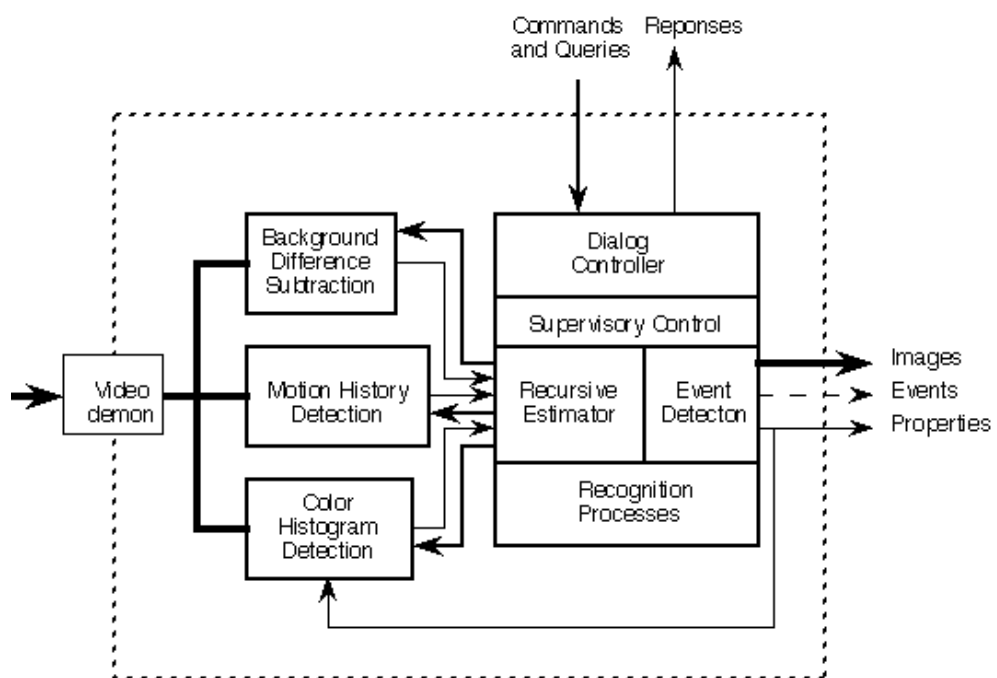 Commands
and Queries
Reponses
Background
Difference
Subtraction
Dialog
Controller
Supervisory Control
Video
demon
Motion History
Detection
Recursive
Estimator
Event
Detecton
Images
Events
Properties
Color
Histogram
Detection
Recognition
Processes